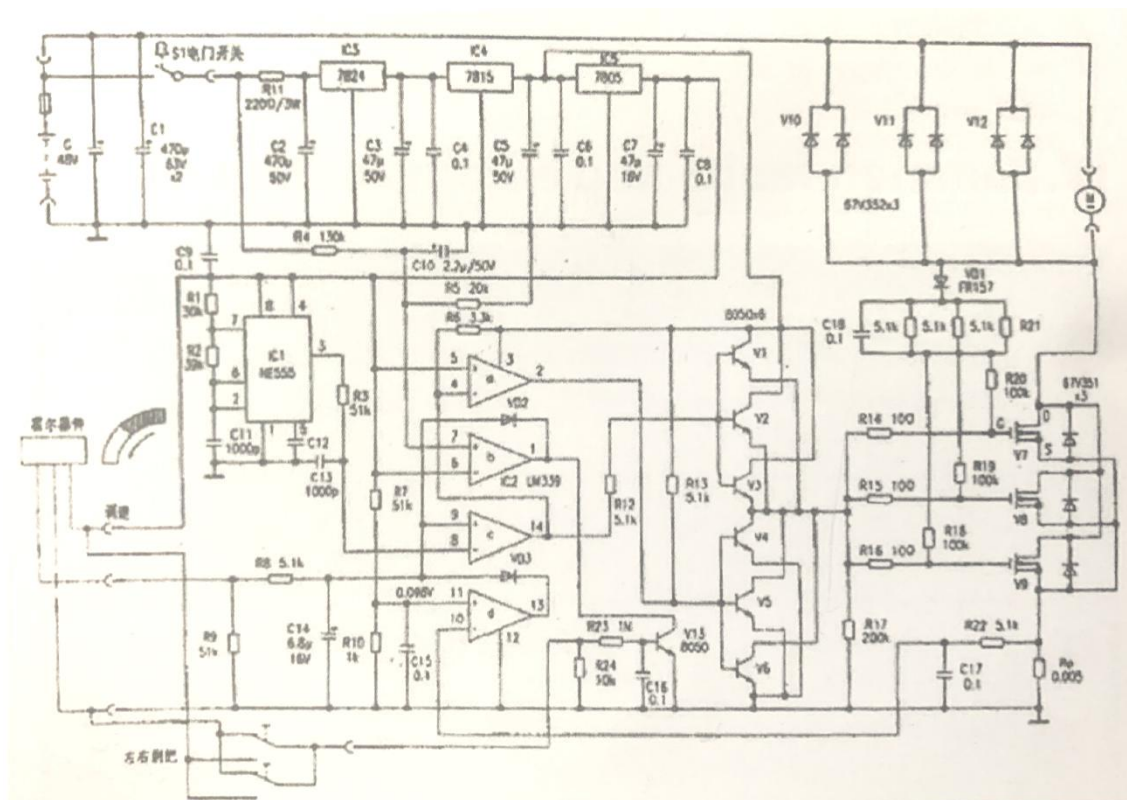 S1电门开关
IC3
7824
IC4
7815
IC5
7805
R11
220Ω/3W
G
48V
C1
470μ
63V
x2
C2
470μ
50V
C3
47μ
50V
C4
0.1
C5
47μ
50V
C6
0.1
C7
47μ
16V
C8
0.1
V10
V11
V12
67V352x3
R4 130k
C10 2.2μ/50V
C9
0.1
R5 20k
R6 3.3k
VD1
FR157
R1
30k
R2
39k
7
8
4
6
2
3
1
5
IC1
NE555
R3
51k
C11
1000p
C12
C13
1000p
霍尔器件
调速
5
4
3
2
a
VD2
7
6
1
b
IC2 LM339
R7
51k
9
8
14
c
VD3
R12
5.1k
R13
5.1k
8050x6
V1
V2
V3
V4
V5
V6
C18
0.1
5.1k
5.1k
5.1k
R21
R20
100k
67V351
x3
R14 100
G
D
S
V7
R19
100k
R15 100
V8
R18
100k
R16 100
V9
R8 5.1k
0.098V
11
10
13
12
d
R9
51k
C14
6.8μ
16V
R10
1k
C15
0.1
R23 1M
V13
8050
R24
C16
0.1
R17
200k
R22 5.1k
C17
0.1
0.005
左右刹把